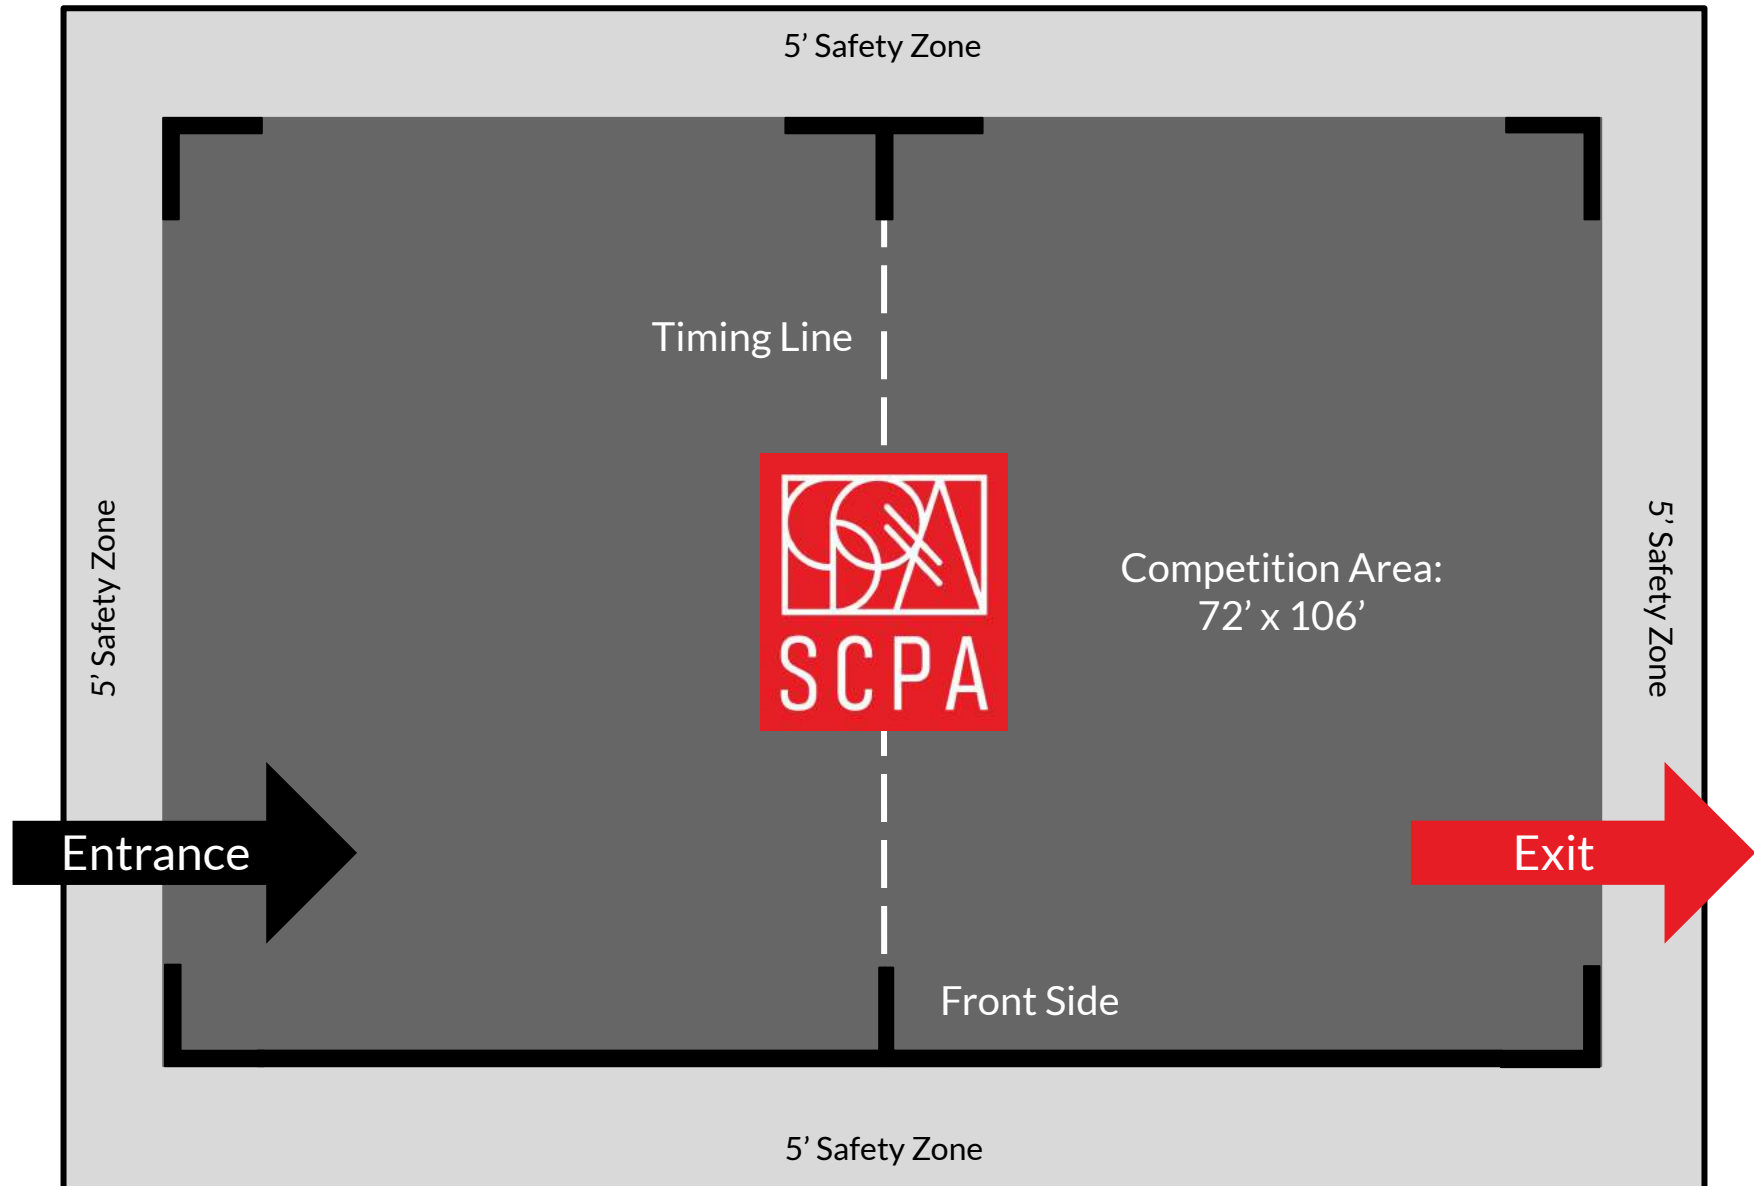 5’ Safety Zone
Timing Line
5’ Safety Zone
SCPA
Competition Area:
72’ x 106’
5’ Safety Zone
Entrance
Exit
Front Side
5’ Safety Zone